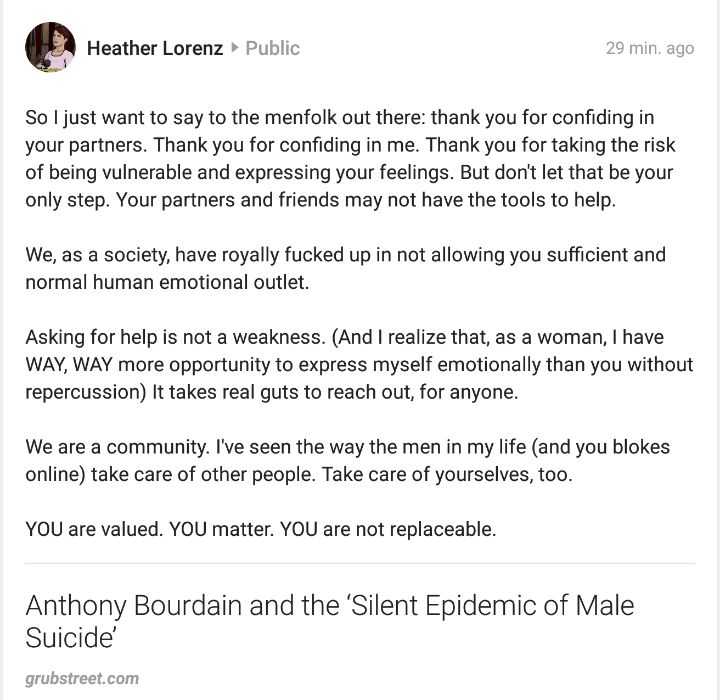 Heather Lorenz ▸ Public
29 min. ago
So I just want to say to the menfolk out there: thank you for confiding in
your partners. Thank you for confiding in me. Thank you for taking the risk
of being vulnerable and expressing your feelings. But don't let that be your
only step. Your partners and friends may not have the tools to help.
We, as a society, have royally fucked up in not allowing you sufficient and
normal human emotional outlet.
Asking for help is not a weakness. (And I realize that, as a woman, I have
WAY, WAY more opportunity to express myself emotionally than you without
repercussion) It takes real guts to reach out, for anyone.
We are a community. I've seen the way the men in my life (and you blokes
online) take care of other people. Take care of yourselves, too.
YOU are valued. YOU matter. YOU are not replaceable.
Anthony Bourdain and the ‘Silent Epidemic of Male
Suicide’
grubstreet.com